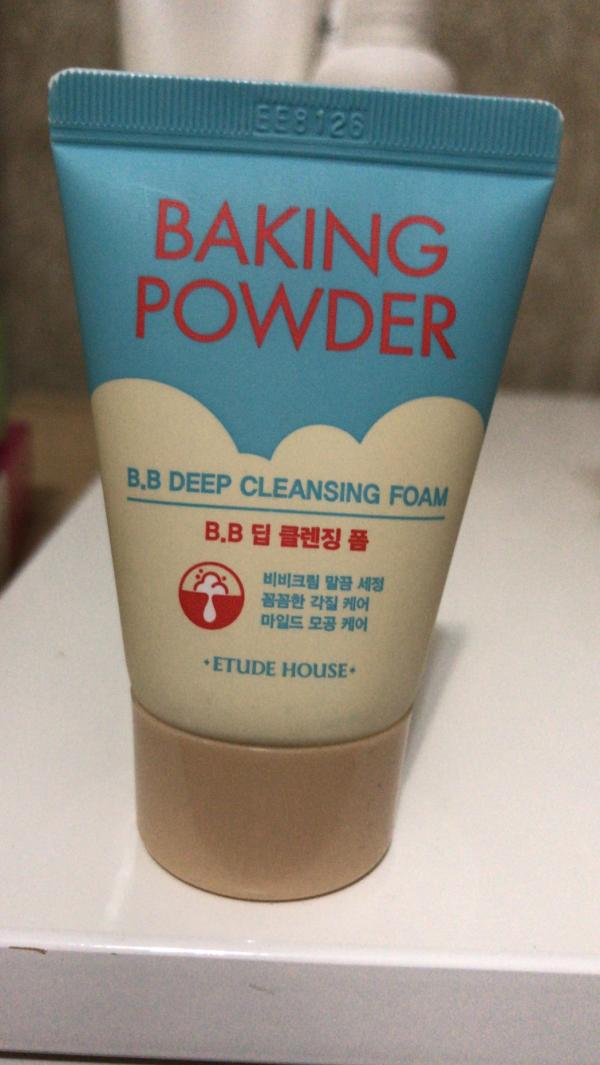 EE8126
BAKING
POWDER
B.B DEEP CLEANSING FOAM
B.B 딥 클렌징 폼
비비크림 말끔 세정
꼼꼼한 각질 케어
마일드 모공 케어
ETUDE HOUSE